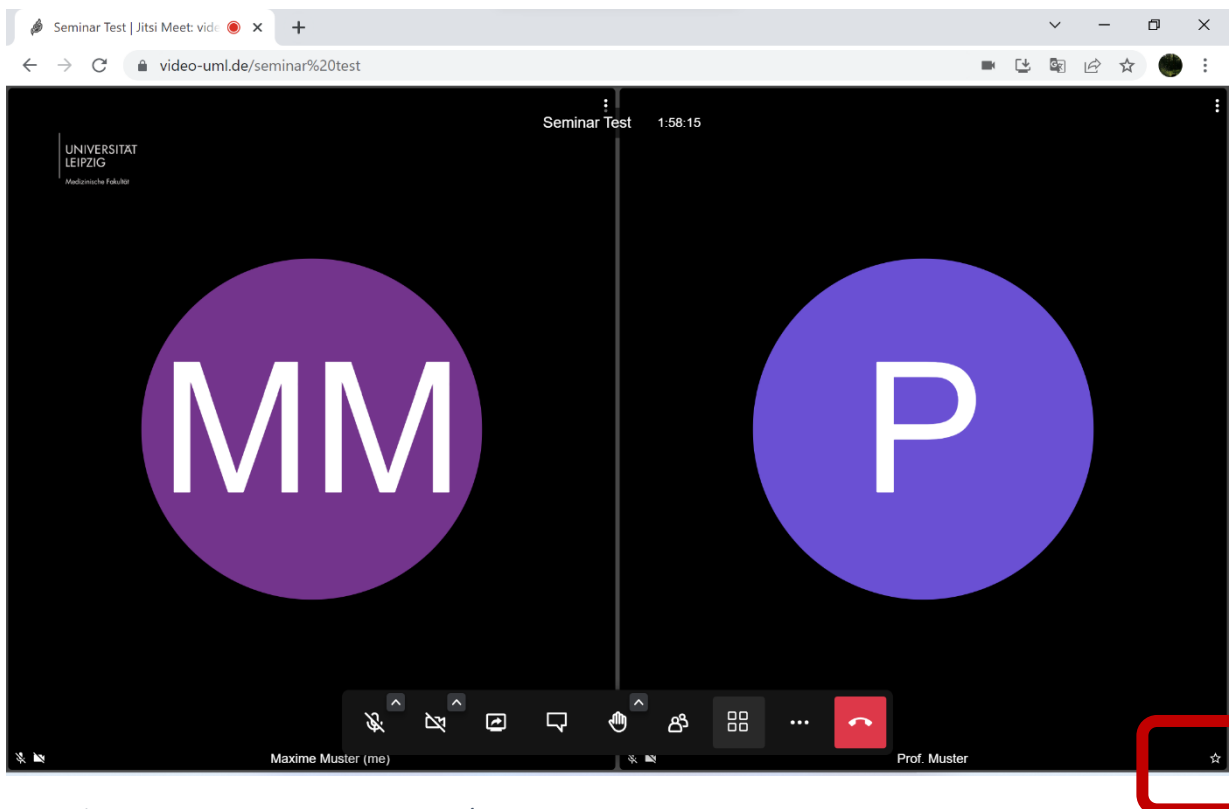 Seminar Test | Jitsi Meet: vide
video-uml.de/seminar%20test
Seminar Test 1:58:15
UNIVERSITÄT
LEIPZIG
Medizinische Fakultät
MM
P
Maxime Muster (me)
Prof. Muster